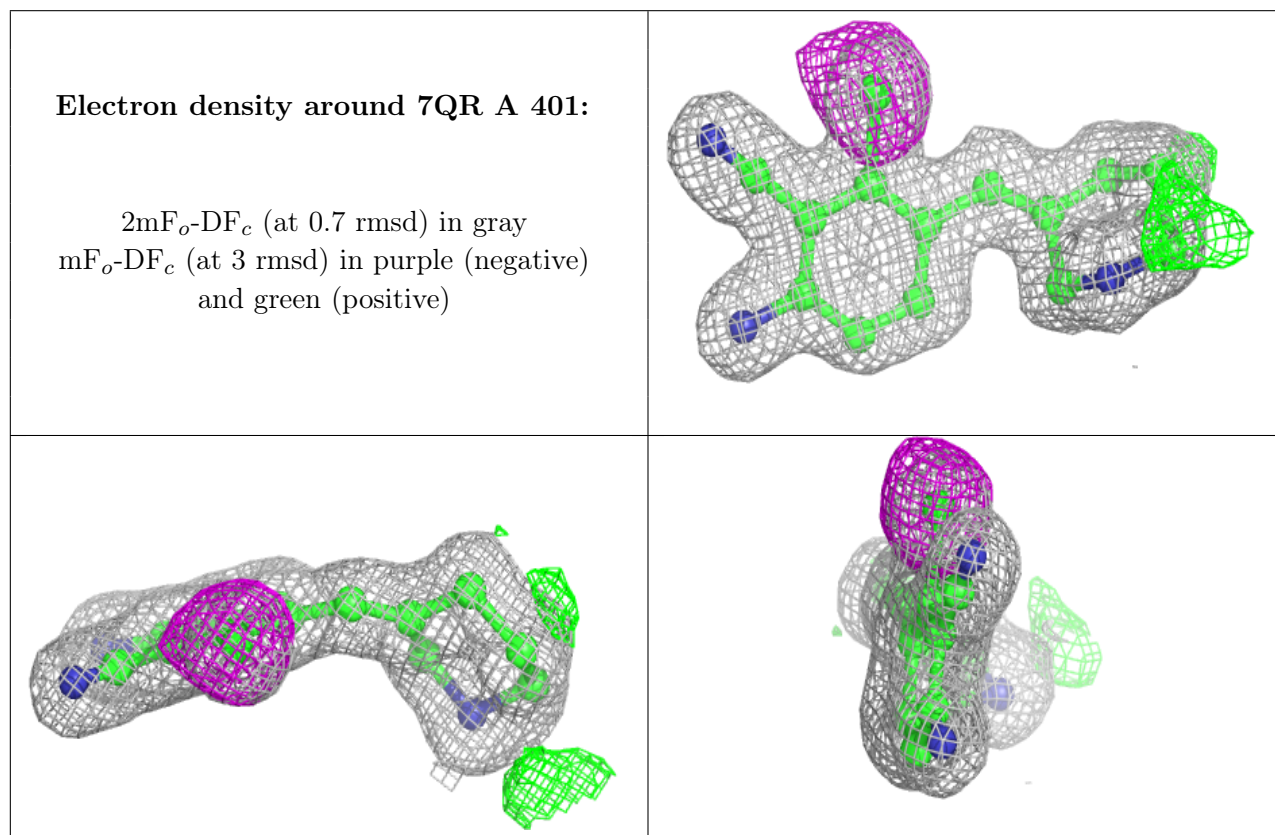 Electron density around 7QR A 401:
2mFo-DFc (at 0.7 rmsd) in gray
mFo-DFc (at 3 rmsd) in purple (negative)
and green (positive)